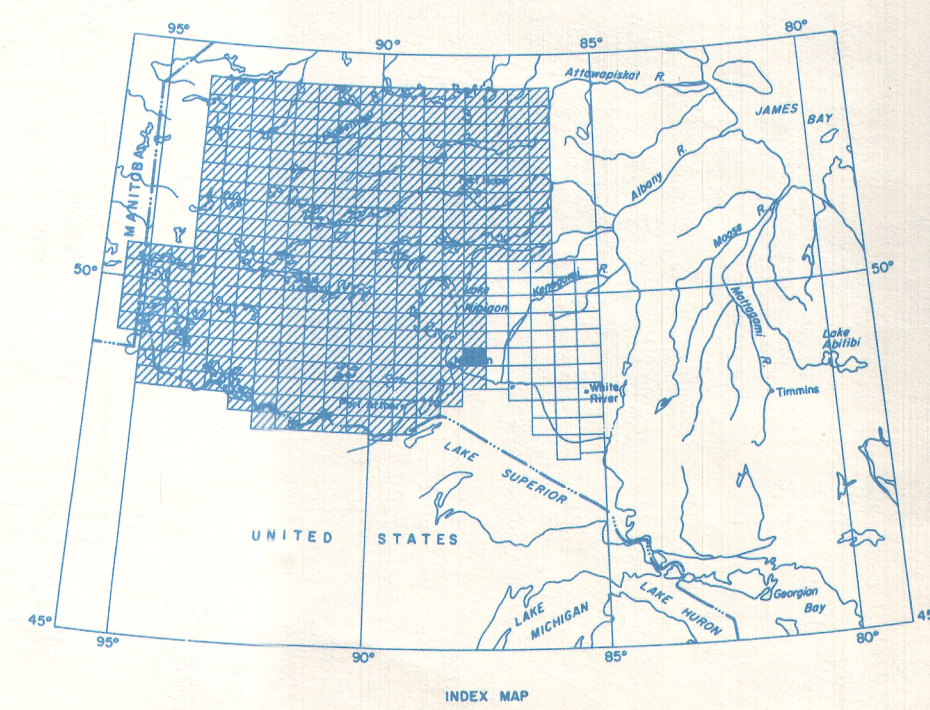 95°
90°
85°
80°
Attawapiskat R.
JAMES BAY
MANITOBA
Albany R.
Moose R.
50°
50°
Kenogami R.
Lake
Nipigon
Mattagami R.
Lake
Abitibi
White
River
Timmins
Port Arthur
LAKE SUPERIOR
UNITED STATES
LAKE
MICHIGAN
LAKE HURON
Georgian
Bay
45°
45
95°
90°
85°
80°
INDEX MAP